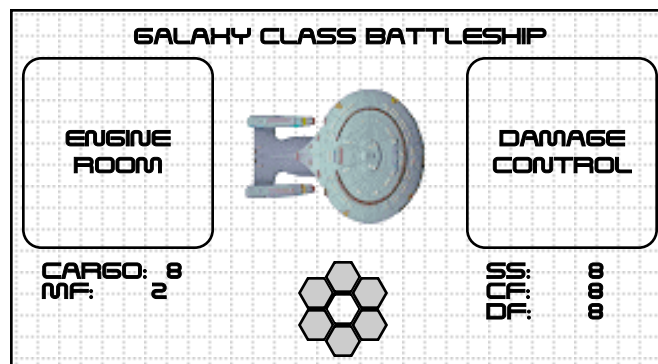 GALAXY CLASS BATTLESHIP
ENGINE
ROOM
DAMAGE
CONTROL
CARGO: 8
MF: 2
SS: 8
CF: 8
DF: 8